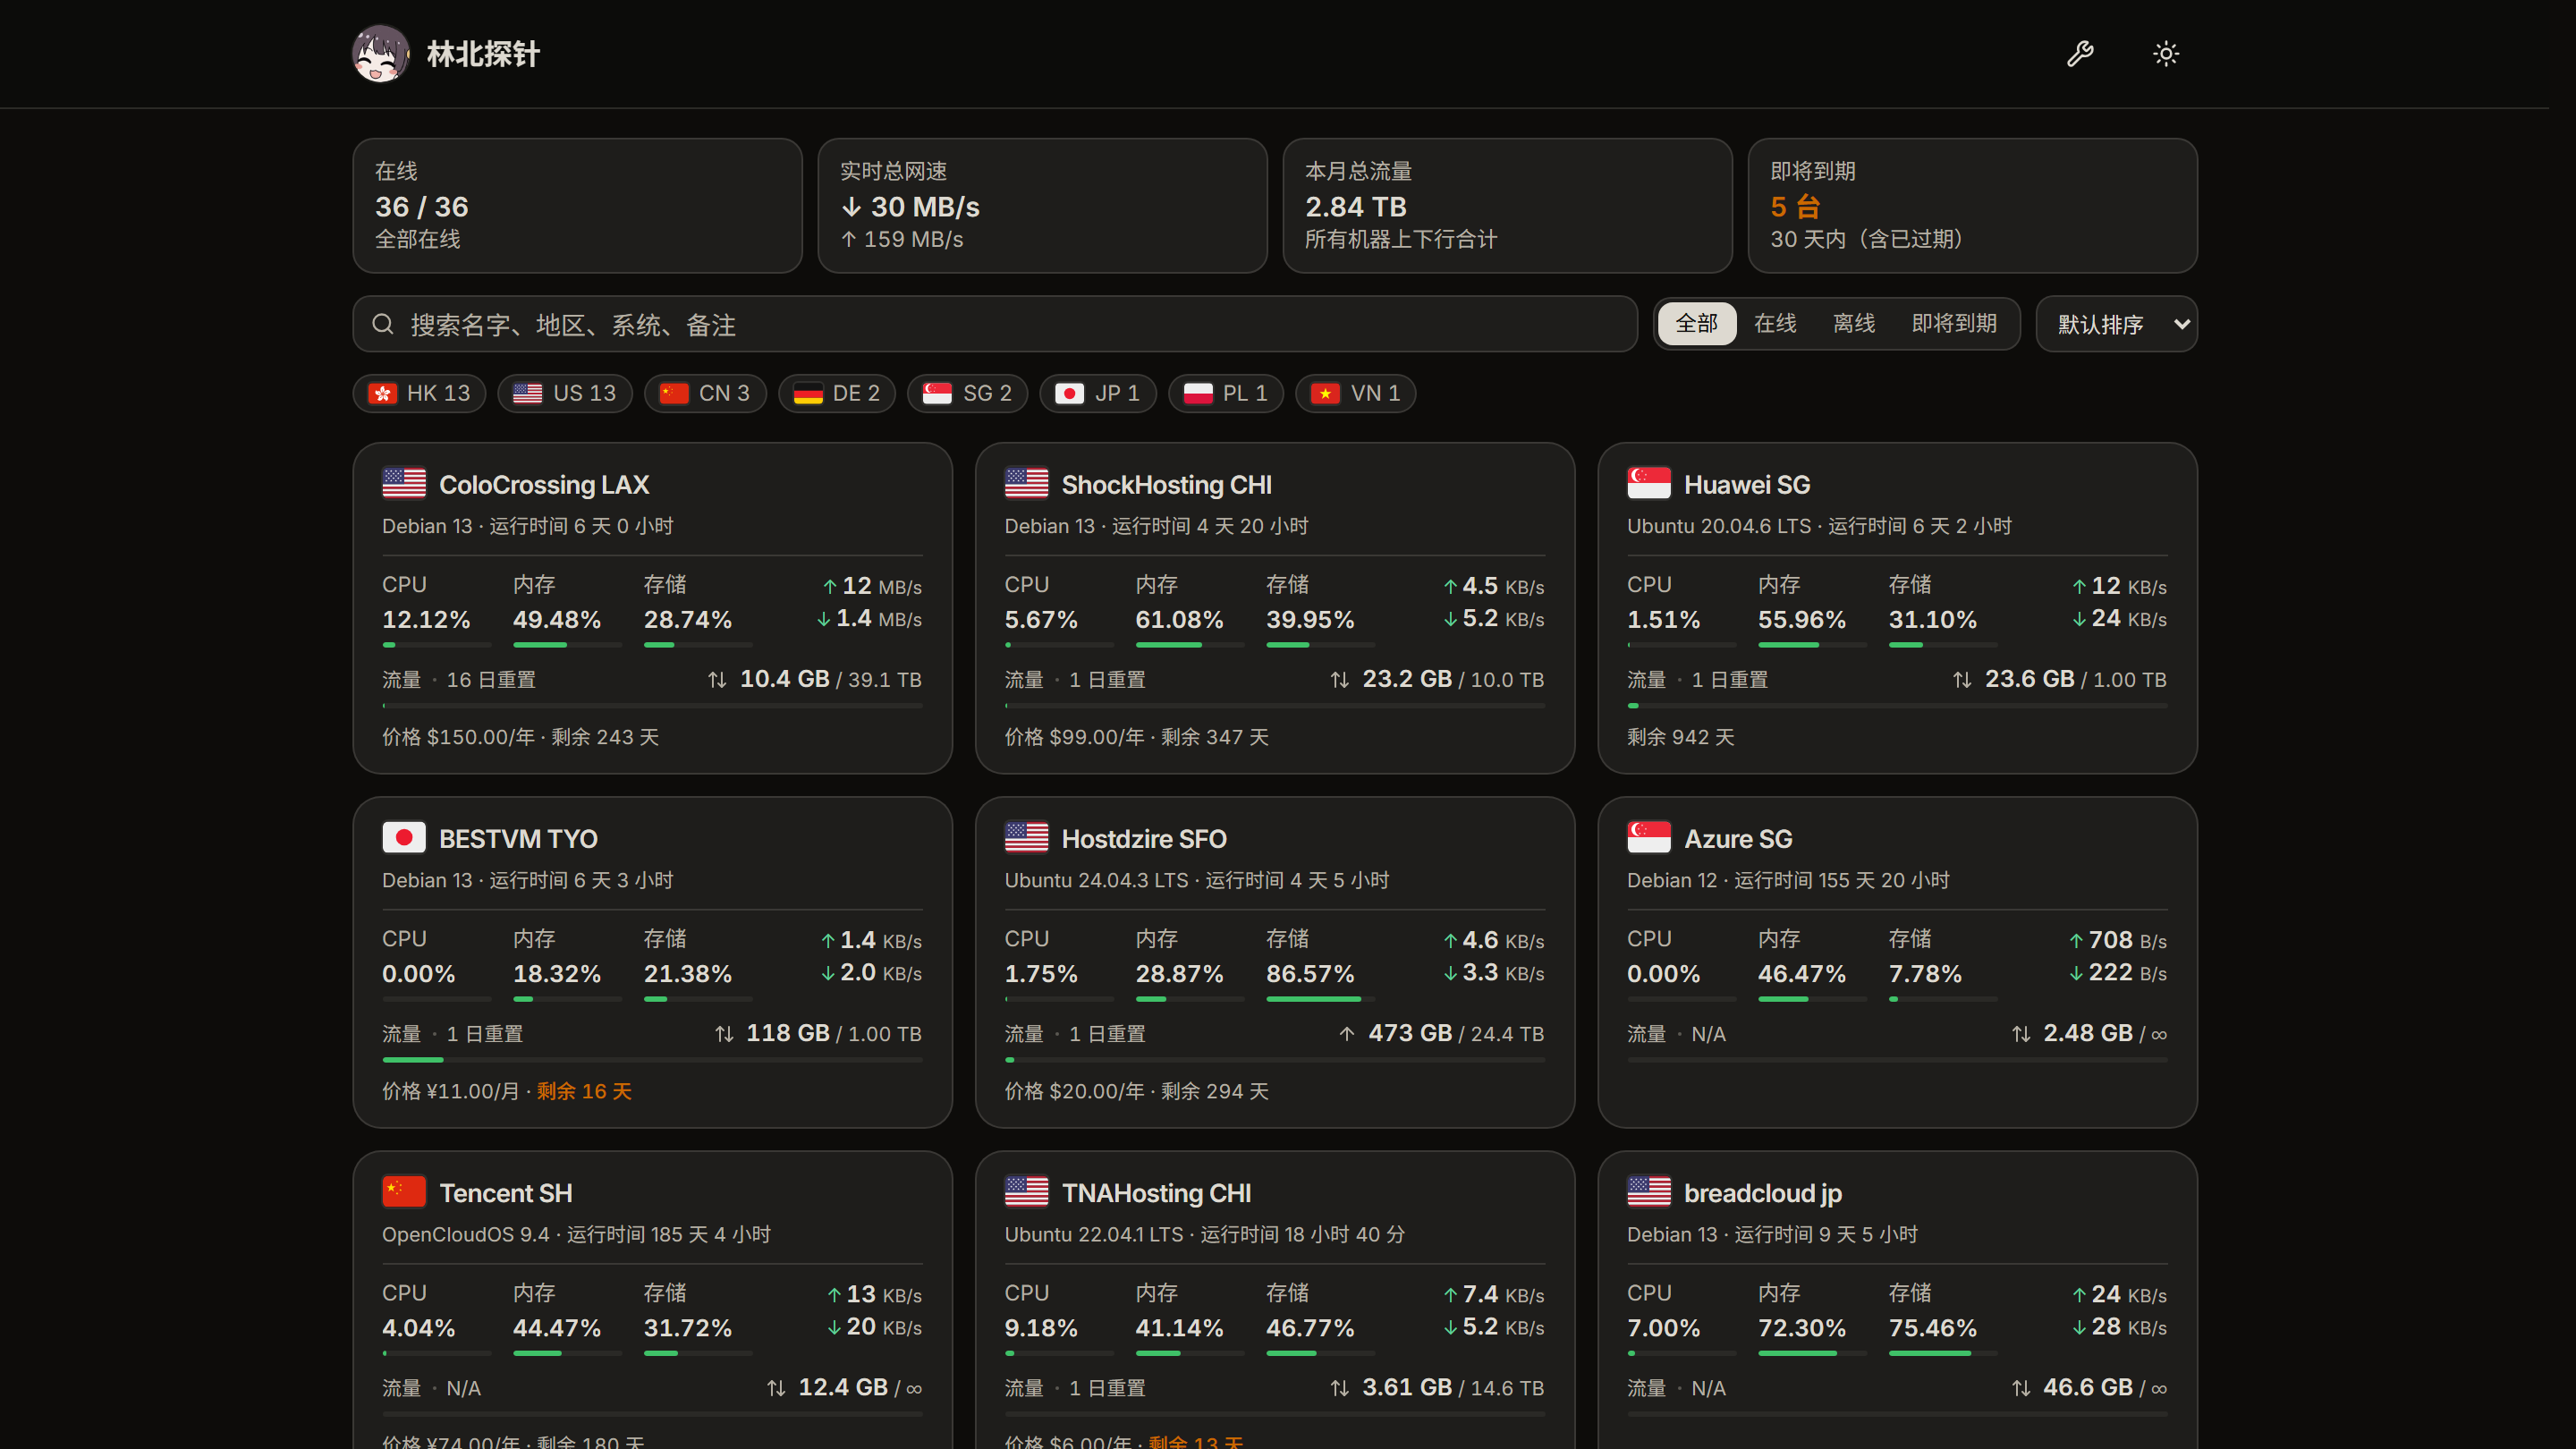 林北探针
在线
36 / 36
全部在线
实时总网速
↓ 30 MB/s
↑ 159 MB/s
本月总流量
2.84 TB
所有机器上下行合计
即将到期
5 台
30 天内（含已过期）
搜索名字、地区、系统、备注
全部 在线 离线 即将到期
默认排序
HK 13 US 13 CN 3 DE 2 SG 2 JP 1 PL 1 VN 1
ColoCrossing LAX
Debian 13 · 运行时间 6 天 0 小时
CPU 内存 存储 ↑ 12 MB/s
12.12% 49.48% 28.74% ↓ 1.4 MB/s
流量 · 16 日重置 ↑↓ 10.4 GB / 39.1 TB
价格 $150.00/年 · 剩余 243 天
ShockHosting CHI
Debian 13 · 运行时间 4 天 20 小时
CPU 内存 存储 ↑ 4.5 KB/s
5.67% 61.08% 39.95% ↓ 5.2 KB/s
流量 · 1 日重置 ↑↓ 23.2 GB / 10.0 TB
价格 $99.00/年 · 剩余 347 天
Huawei SG
Ubuntu 20.04.6 LTS · 运行时间 6 天 2 小时
CPU 内存 存储 ↑ 12 KB/s
1.51% 55.96% 31.10% ↓ 24 KB/s
流量 · 1 日重置 ↑↓ 23.6 GB / 1.00 TB
剩余 942 天
BESTVM TYO
Debian 13 · 运行时间 6 天 3 小时
CPU 内存 存储 ↑ 1.4 KB/s
0.00% 18.32% 21.38% ↓ 2.0 KB/s
流量 · 1 日重置 ↑↓ 118 GB / 1.00 TB
价格 ¥11.00/月 · 剩余 16 天
Hostdzire SFO
Ubuntu 24.04.3 LTS · 运行时间 4 天 5 小时
CPU 内存 存储 ↑ 4.6 KB/s
1.75% 28.87% 86.57% ↓ 3.3 KB/s
流量 · 1 日重置 ↑ 473 GB / 24.4 TB
价格 $20.00/年 · 剩余 294 天
Azure SG
Debian 12 · 运行时间 155 天 20 小时
CPU 内存 存储 ↑ 708 B/s
0.00% 46.47% 7.78% ↓ 222 B/s
流量 · N/A ↑↓ 2.48 GB / ∞
Tencent SH
OpenCloudOS 9.4 · 运行时间 185 天 4 小时
CPU 内存 存储 ↑ 13 KB/s
4.04% 44.47% 31.72% ↓ 20 KB/s
流量 · N/A ↑↓ 12.4 GB / ∞
价格 ¥74.00/年 · 剩余 180 天
TNAHosting CHI
Ubuntu 22.04.1 LTS · 运行时间 18 小时 40 分
CPU 内存 存储 ↑ 7.4 KB/s
9.18% 41.14% 46.77% ↓ 5.2 KB/s
流量 · 1 日重置 ↑↓ 3.61 GB / 14.6 TB
价格 $6.00/年 · 剩余 13 天
breadcloud jp
Debian 13 · 运行时间 9 天 5 小时
CPU 内存 存储 ↑ 24 KB/s
7.00% 72.30% 75.46% ↓ 28 KB/s
流量 · N/A ↑↓ 46.6 GB / ∞